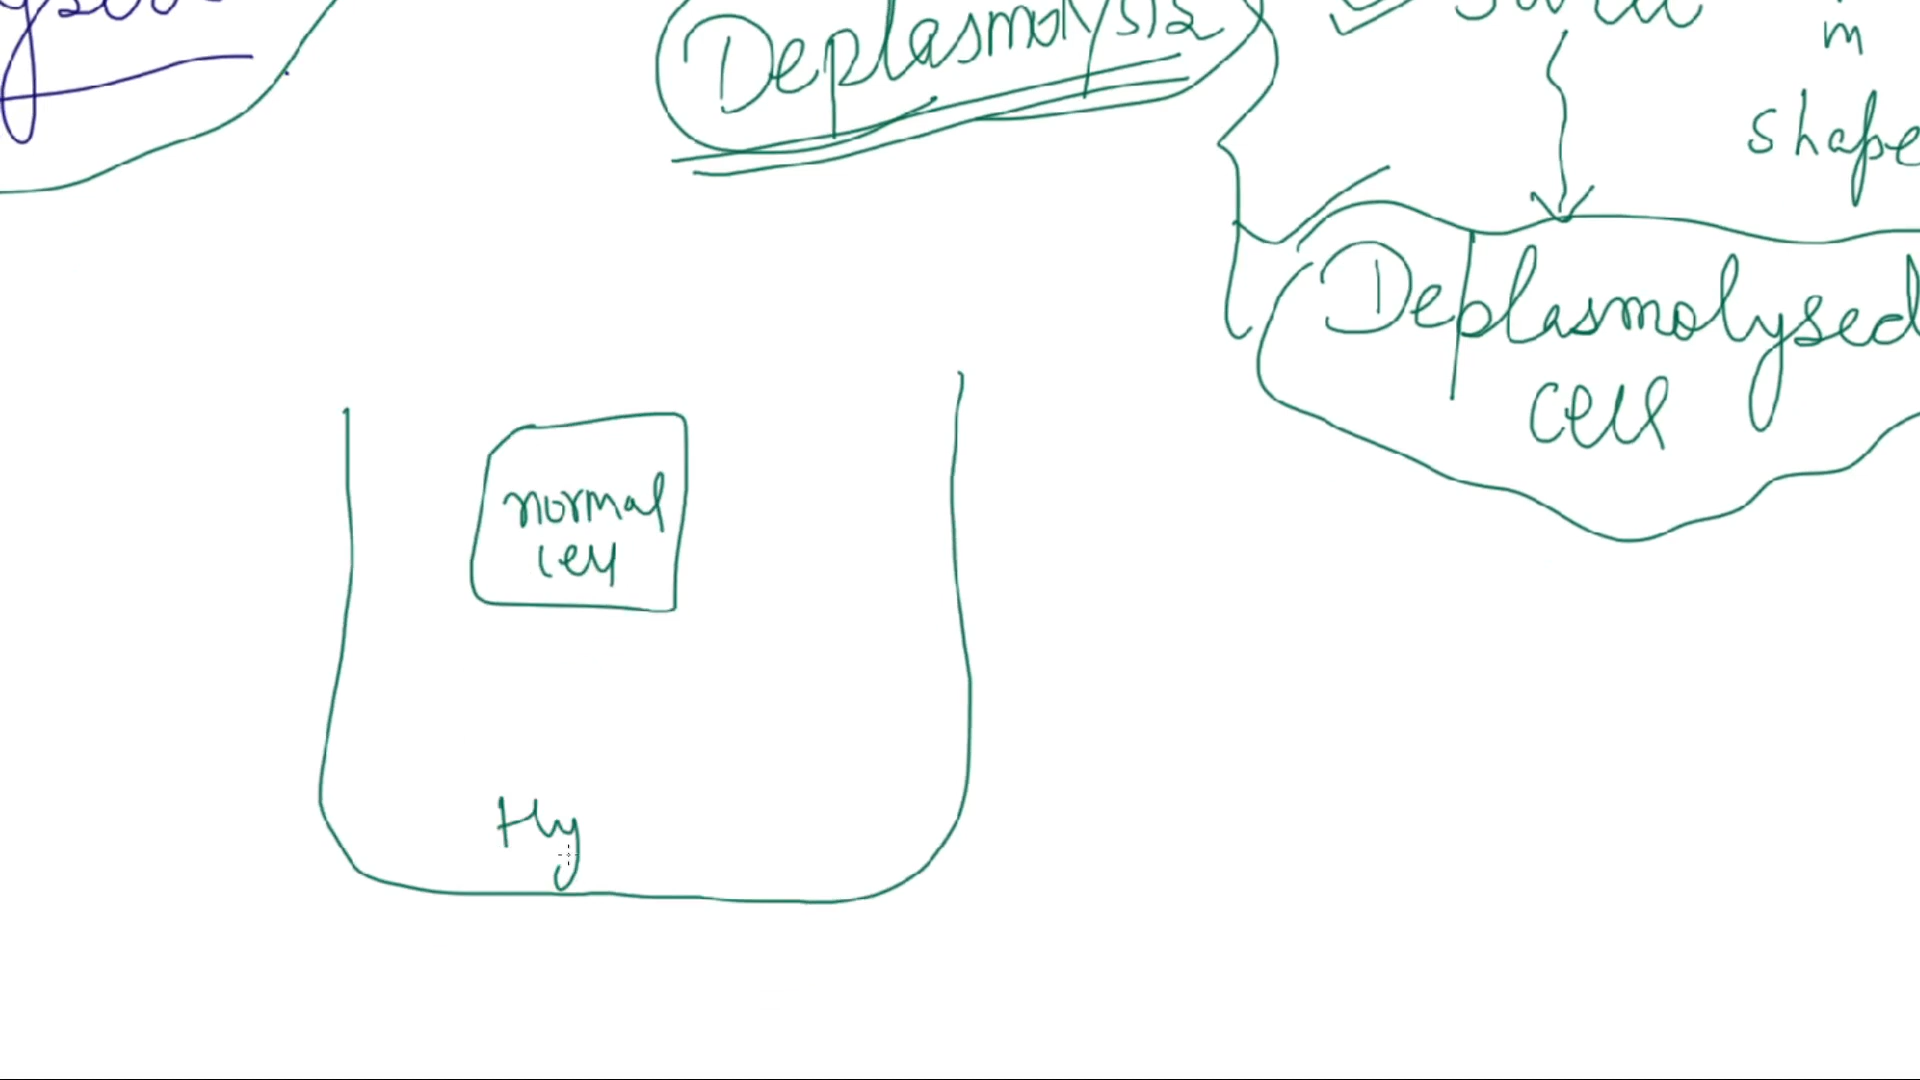 Deplasmolysis
m
shape
Deplasmolysed
cell
normal
cell
Hy